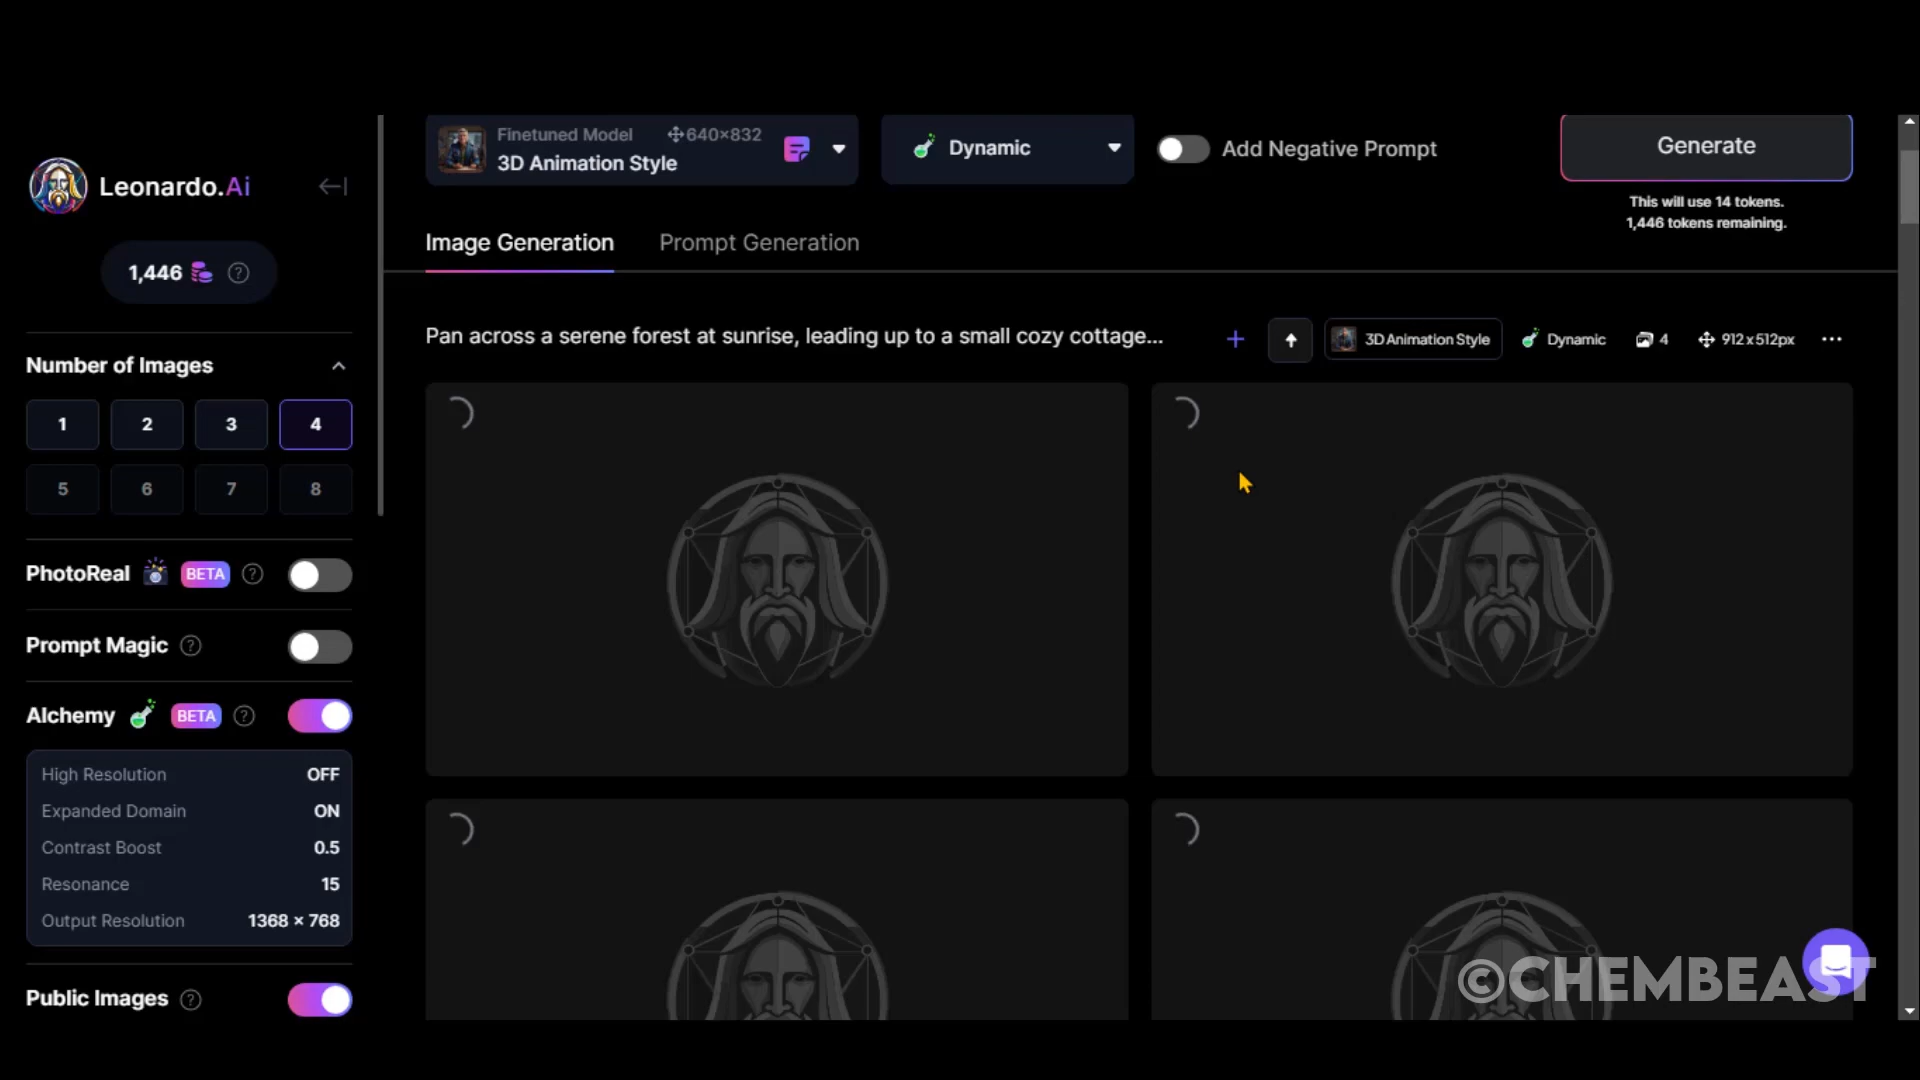 Leonardo.Ai
1,446
Number of Images
1 2 3 4
5 6 7 8
PhotoReal BETA ?
Prompt Magic ?
Alchemy BETA ?
High Resolution OFF
Expanded Domain ON
Contrast Boost 0.5
Resonance 15
Output Resolution 1368 × 768
Public Images ?
Finetuned Model 640×832
3D Animation Style
Dynamic
Add Negative Prompt
Generate
This will use 14 tokens.
1,446 tokens remaining.
Image Generation Prompt Generation
Pan across a serene forest at sunrise, leading up to a small cozy cottage...
3D Animation Style Dynamic 4 912 x 512px
©CHEMBEAST